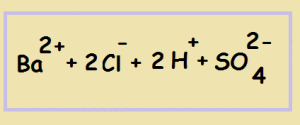 Ba²⁺ + 2Cl⁻ + 2H⁺ + SO₄²⁻